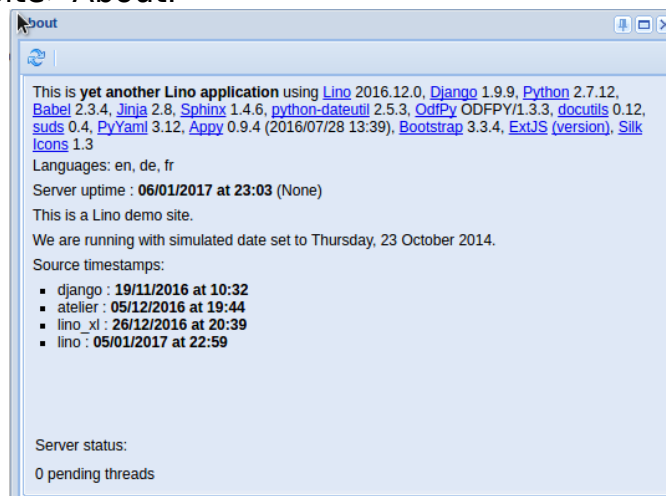 About
This is yet another Lino application using Lino 2016.12.0, Django 1.9.9, Python 2.7.12,
Babel 2.3.4, Jinja 2.8, Sphinx 1.4.6, python-dateutil 2.5.3, OdfPy ODFPY/1.3.3, docutils 0.12,
suds 0.4, PyYaml 3.12, Appy 0.9.4 (2016/07/28 13:39), Bootstrap 3.3.4, ExtJS (version), Silk
Icons 1.3
Languages: en, de, fr
Server uptime : 06/01/2017 at 23:03 (None)
This is a Lino demo site.
We are running with simulated date set to Thursday, 23 October 2014.
Source timestamps:
django : 19/11/2016 at 10:32
atelier : 05/12/2016 at 19:44
lino_xl : 26/12/2016 at 20:39
lino : 05/01/2017 at 22:59
Server status:
0 pending threads